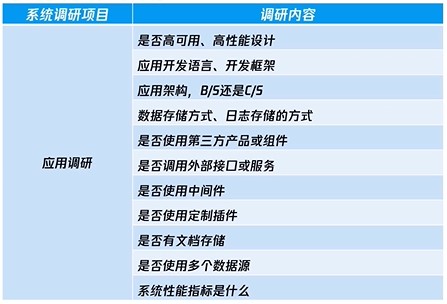 系统调研项目 调研内容
是否高可用、高性能设计
应用开发语言、开发框架
应用架构，B/S还是C/S
数据存储方式、日志存储的方式
是否使用第三方产品或组件
应用调研
是否调用外部接口或服务
是否使用中间件
是否使用定制插件
是否有文档存储
是否使用多个数据源
系统性能指标是什么